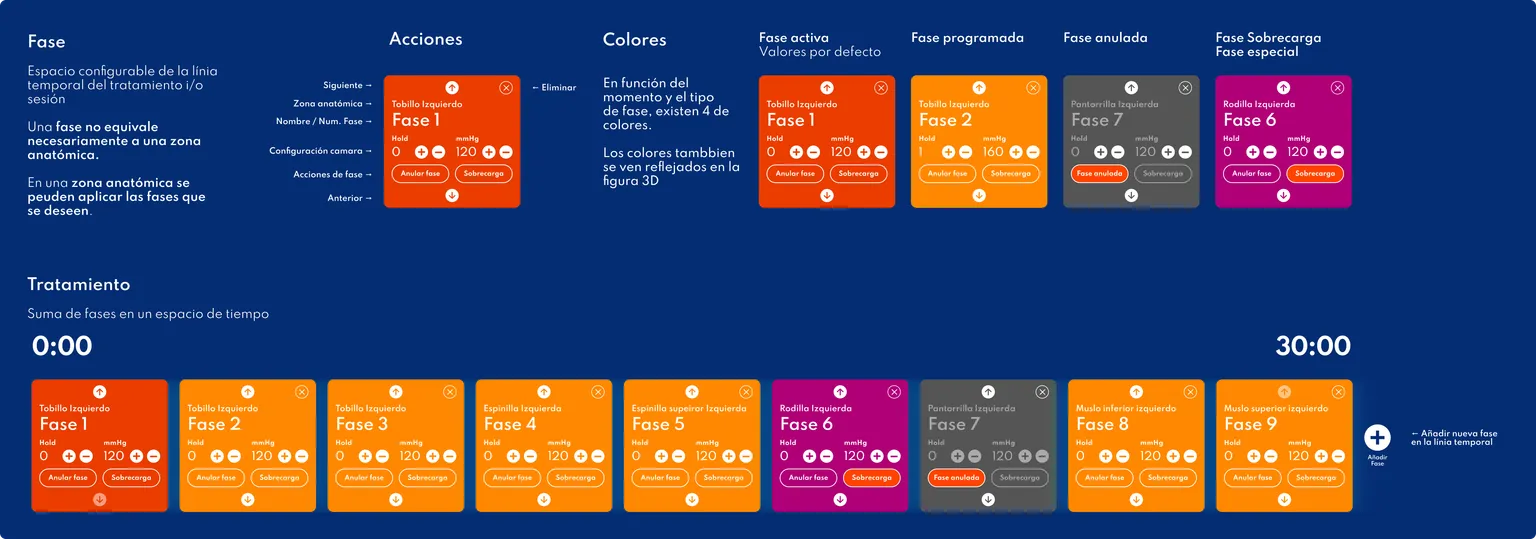 Fase
Espacio configurable de la línia
temporal del tratamiento i/o
sesión
Una fase no equivale
necesariamente a una zona
anatómica.
En una zona anatómica se
peuden aplicar las fases que
se deseen.
Acciones
Siguiente →
Zona anatómica →
Nombre / Num. Fase →
Configuración camara →
Acciones de fase →
Anterior →
Tobillo Izquierdo
Fase 1
Hold mmHg
0 120
Anular fase Sobrecarga
← Eliminar
Colores
En función del
momento y el tipo
de fase, existen 4 de
colores.
Los colores tambbien
se ven reflejados en la
figura 3D
Fase activa
Valores por defecto
Tobillo Izquierdo
Fase 1
Hold mmHg
0 120
Anular fase Sobrecarga
Fase programada
Tobillo Izquierdo
Fase 2
Hold mmHg
1 160
Anular fase Sobrecarga
Fase anulada
Pantorrilla Izquierda
Fase 7
Hold mmHg
0 120
Fase anulada Sobrecarga
Fase Sobrecarga
Fase especial
Rodilla Izquierda
Fase 6
Hold mmHg
0 120
Anular fase Sobrecarga
Tratamiento
Suma de fases en un espacio de tiempo
0:00
30:00
Tobillo Izquierdo
Fase 1
Hold mmHg
0 120
Anular fase Sobrecarga
Tobillo Izquierdo
Fase 2
Hold mmHg
0 120
Anular fase Sobrecarga
Tobillo Izquierdo
Fase 3
Hold mmHg
0 120
Anular fase Sobrecarga
Espinilla Izquierda
Fase 4
Hold mmHg
0 120
Anular fase Sobrecarga
Espinilla supeirar Izquierda
Fase 5
Hold mmHg
0 120
Anular fase Sobrecarga
Rodilla Izquierda
Fase 6
Hold mmHg
0 120
Anular fase Sobrecarga
Pantorrilla Izquierda
Fase 7
Hold mmHg
0 120
Fase anulada Sobrecarga
Muslo inferior izquierdo
Fase 8
Hold mmHg
0 120
Anular fase Sobrecarga
Muslo superior izquierdo
Fase 9
Hold mmHg
0 120
Anular fase Sobrecarga
Añadir
Fase
← Añadir nueva fase
en la línia temporal